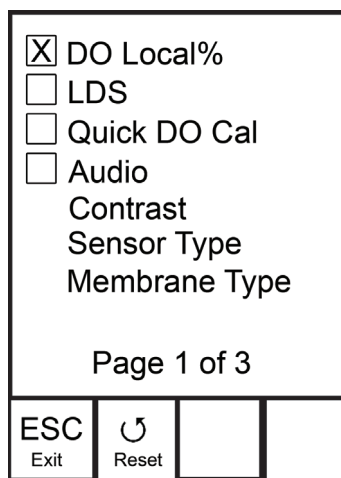 X DO Local%
LDS
Quick DO Cal
Audio
Contrast
Sensor Type
Membrane Type
Page 1 of 3
ESC
Exit
Reset